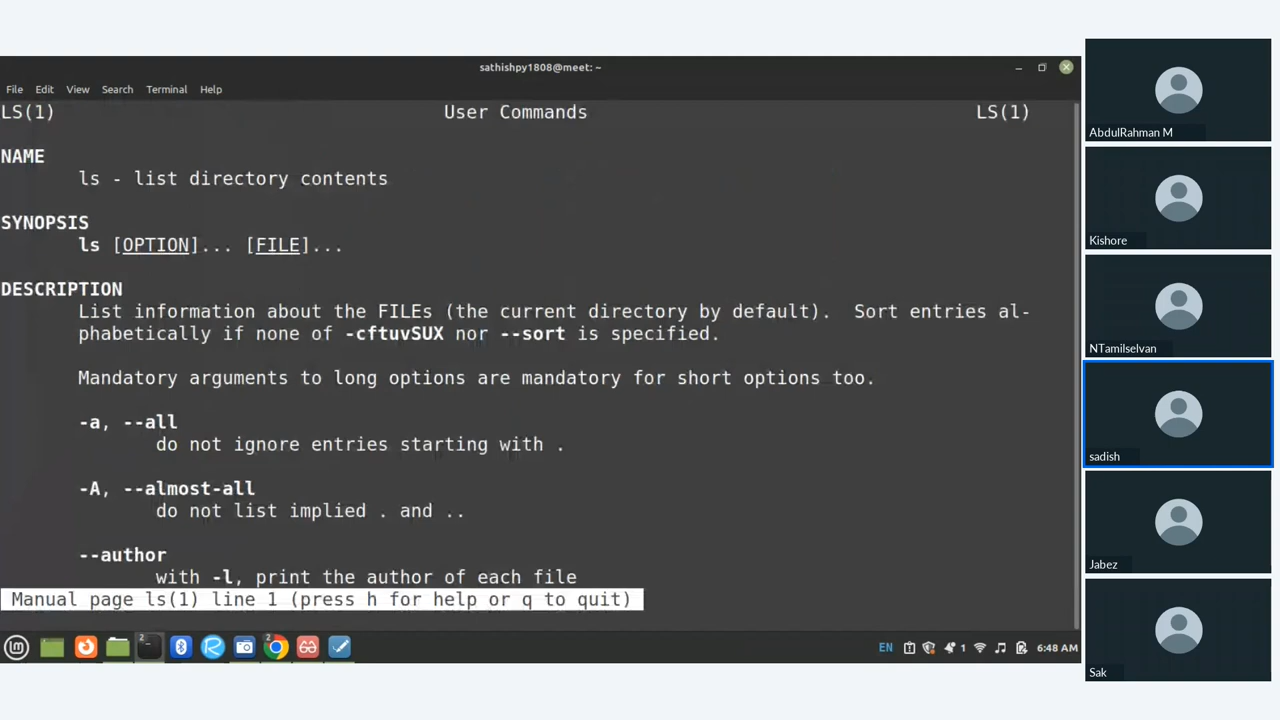 sathishpy1808@meet: ~
File Edit View Search Terminal Help
LS(1) User Commands LS(1)
NAME
ls - list directory contents
SYNOPSIS
ls [OPTION]... [FILE]...
DESCRIPTION
List information about the FILEs (the current directory by default). Sort entries al-
phabetically if none of -cftuvSUX nor --sort is specified.
Mandatory arguments to long options are mandatory for short options too.
-a, --all
do not ignore entries starting with .
-A, --almost-all
do not list implied . and ..
--author
with -l, print the author of each file
Manual page ls(1) line 1 (press h for help or q to quit)
2
2
EN 1 6:48 AM
AbdulRahman M
Kishore
NTamilselvan
sadish
Jabez
Sak